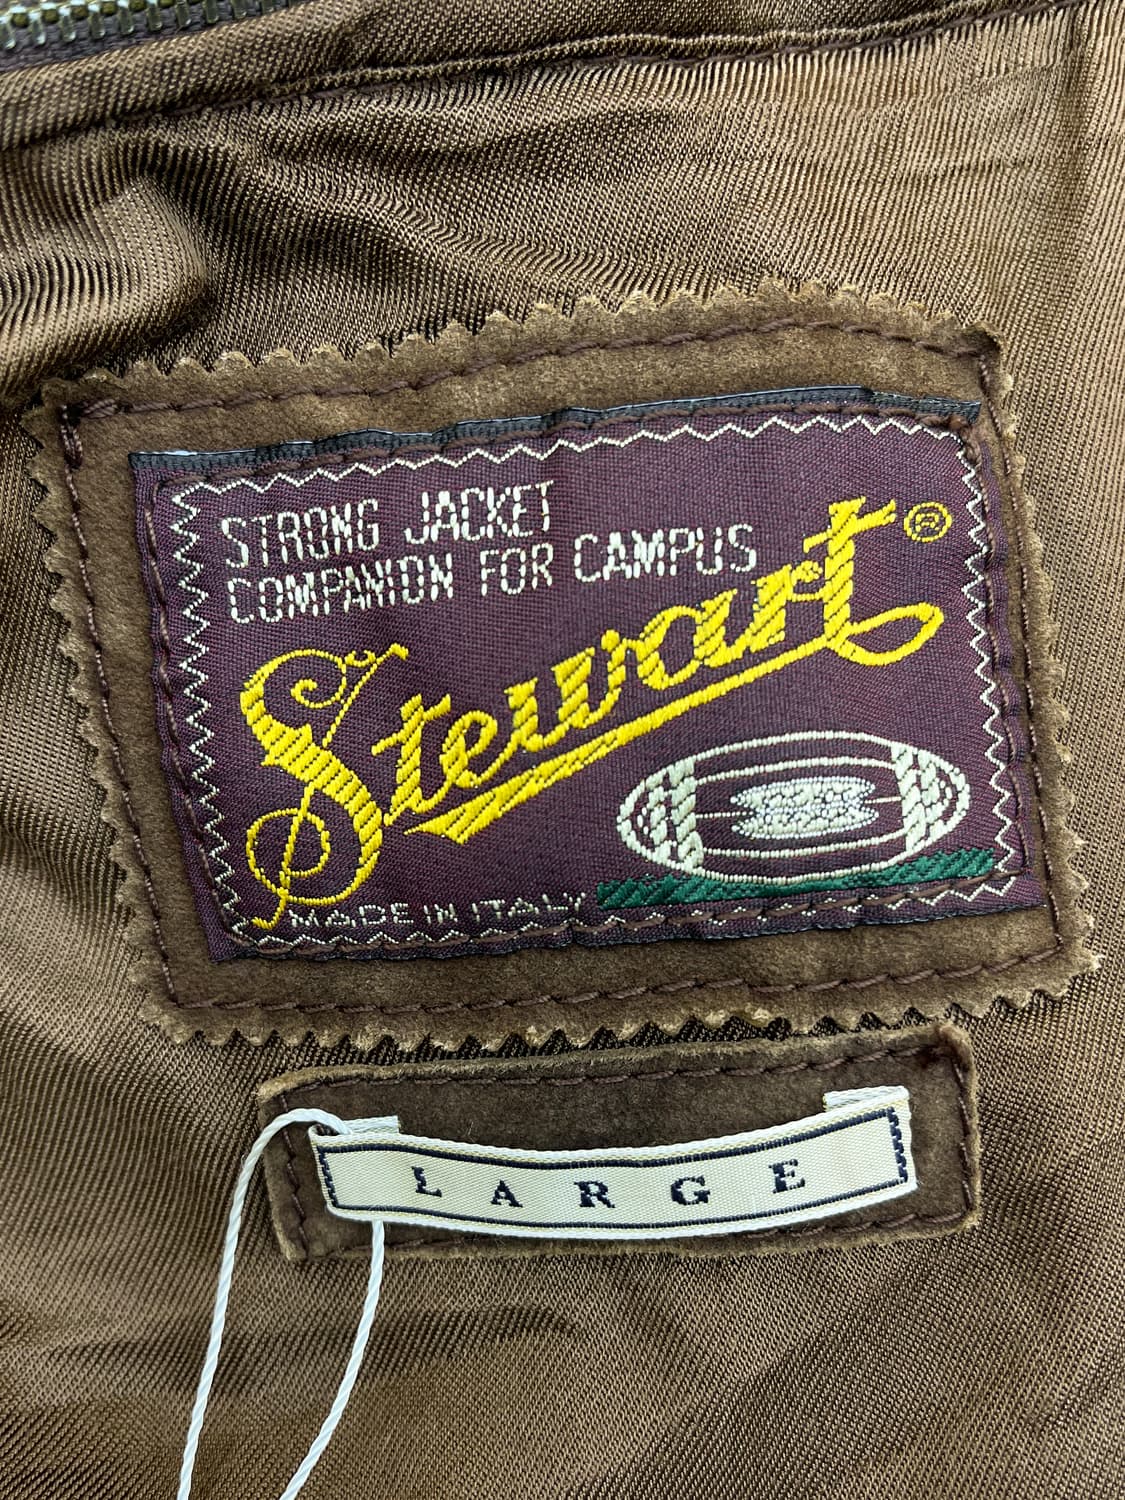 STRONG JACKET
COMPANION FOR CAMPUS
Stewart®
MADE IN ITALY
LARGE